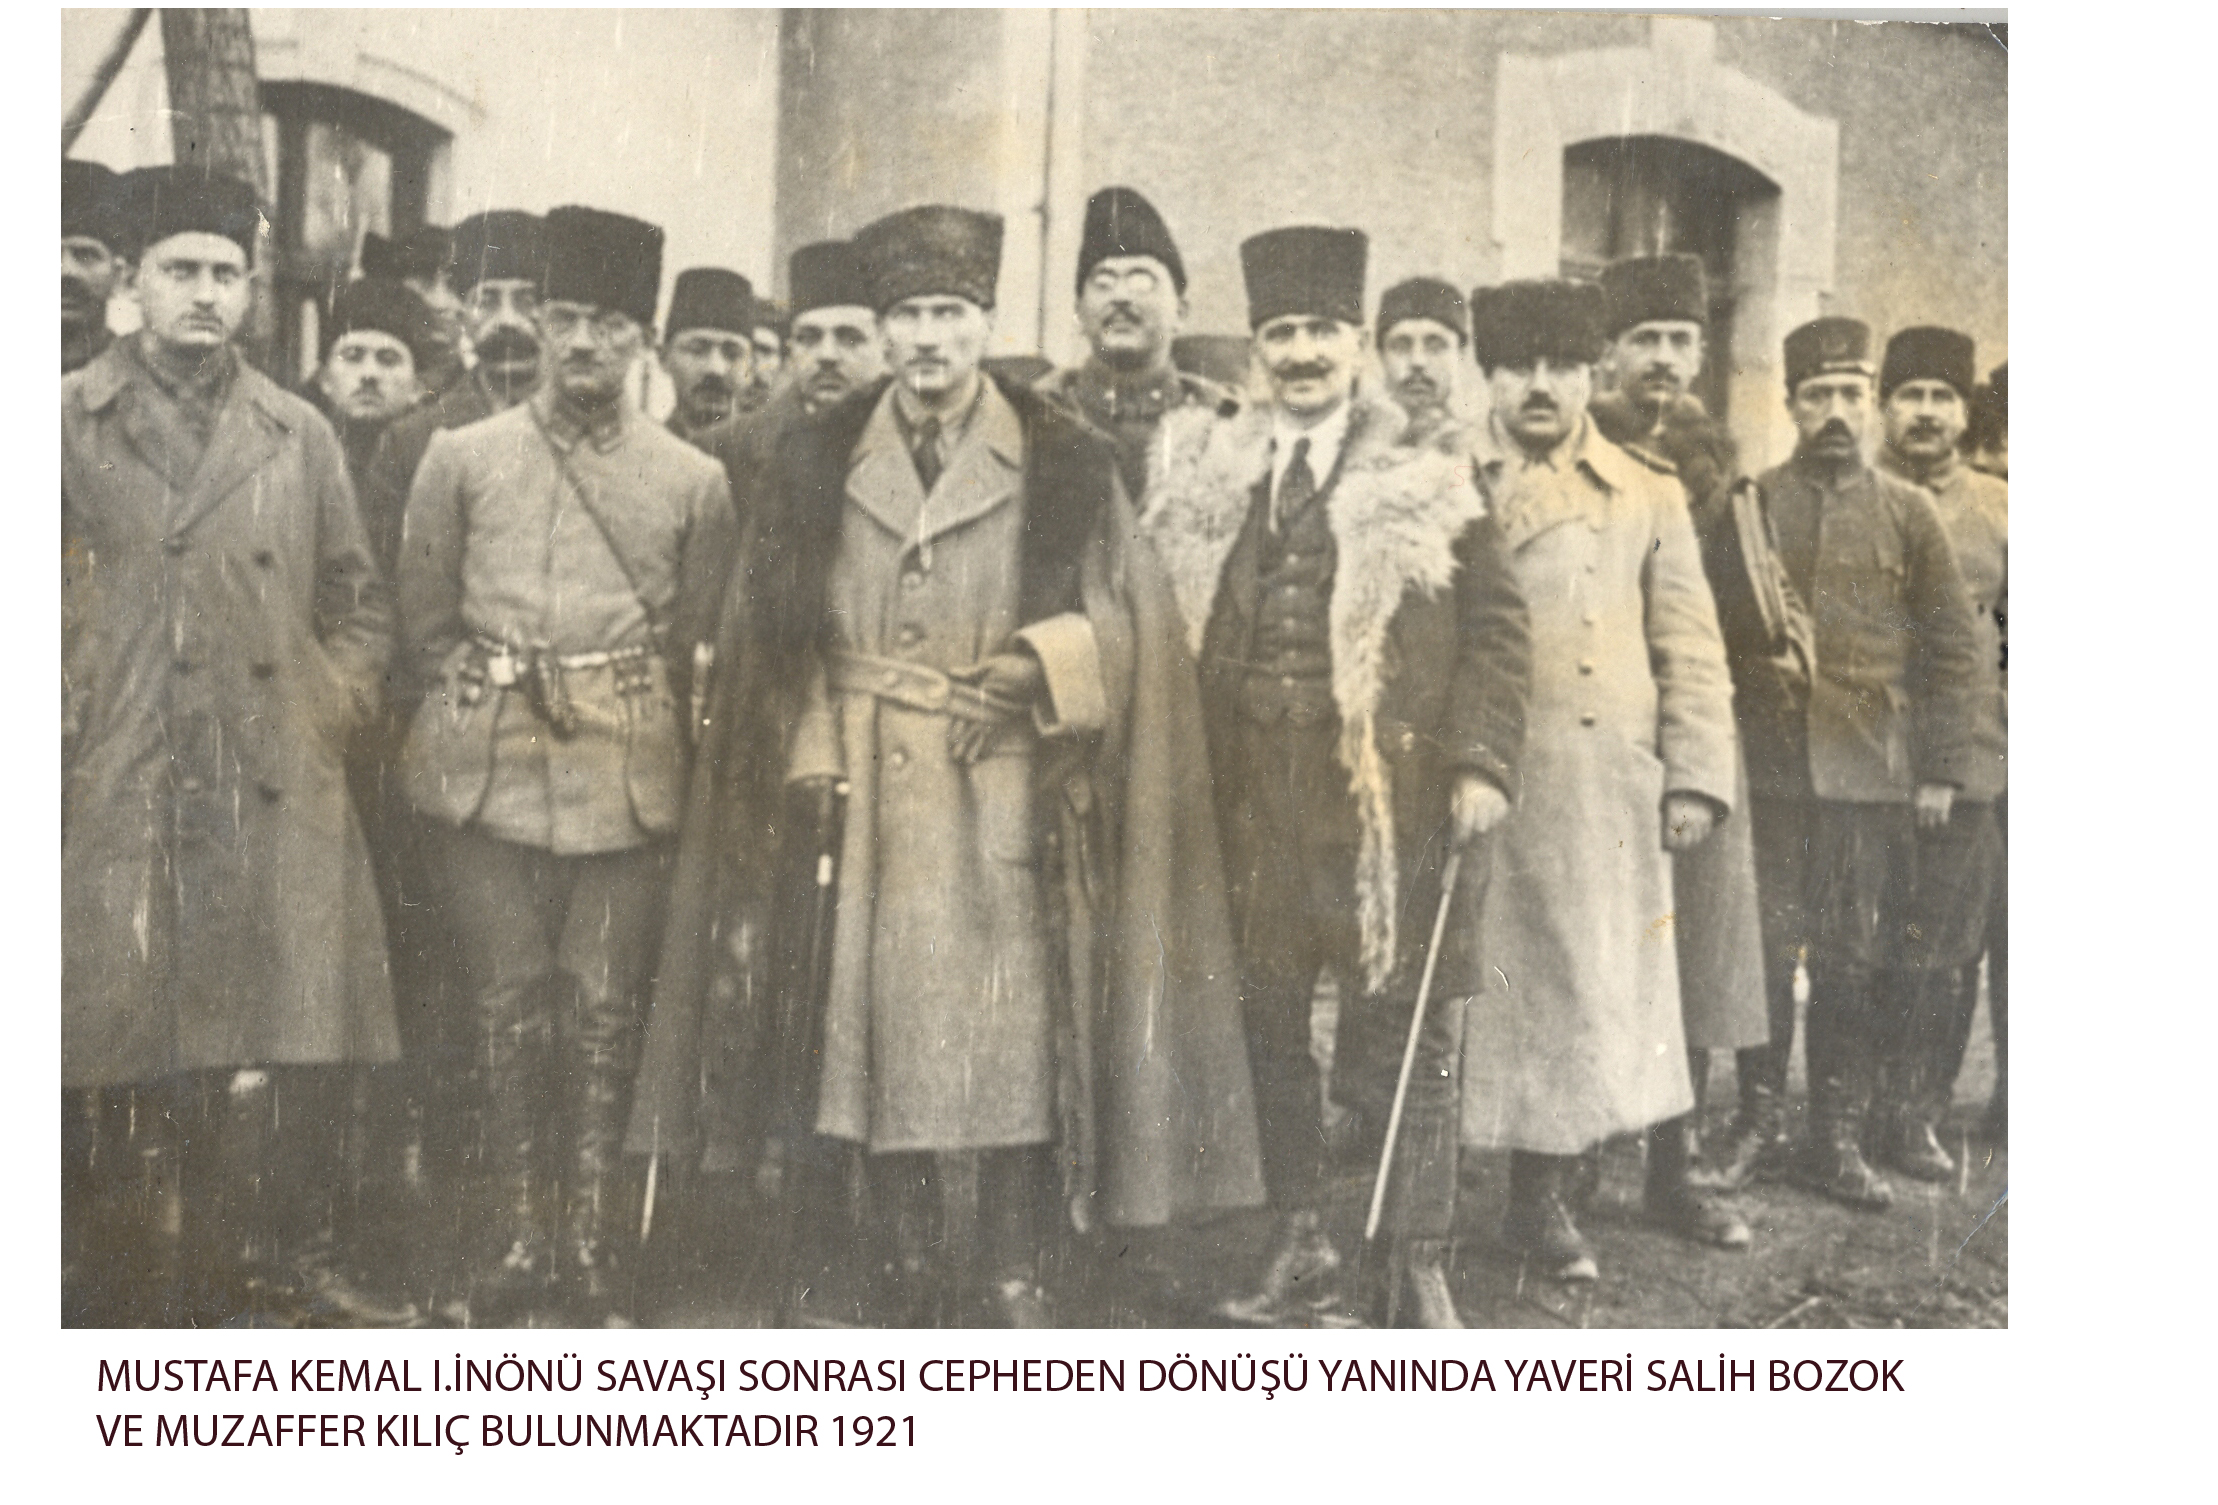 MUSTAFA KEMAL I.İNÖNÜ SAVAŞI SONRASI CEPHEDEN DÖNÜŞÜ YANINDA YAVERİ SALİH BOZOK
VE MUZAFFER KILIÇ BULUNMAKTADIR 1921